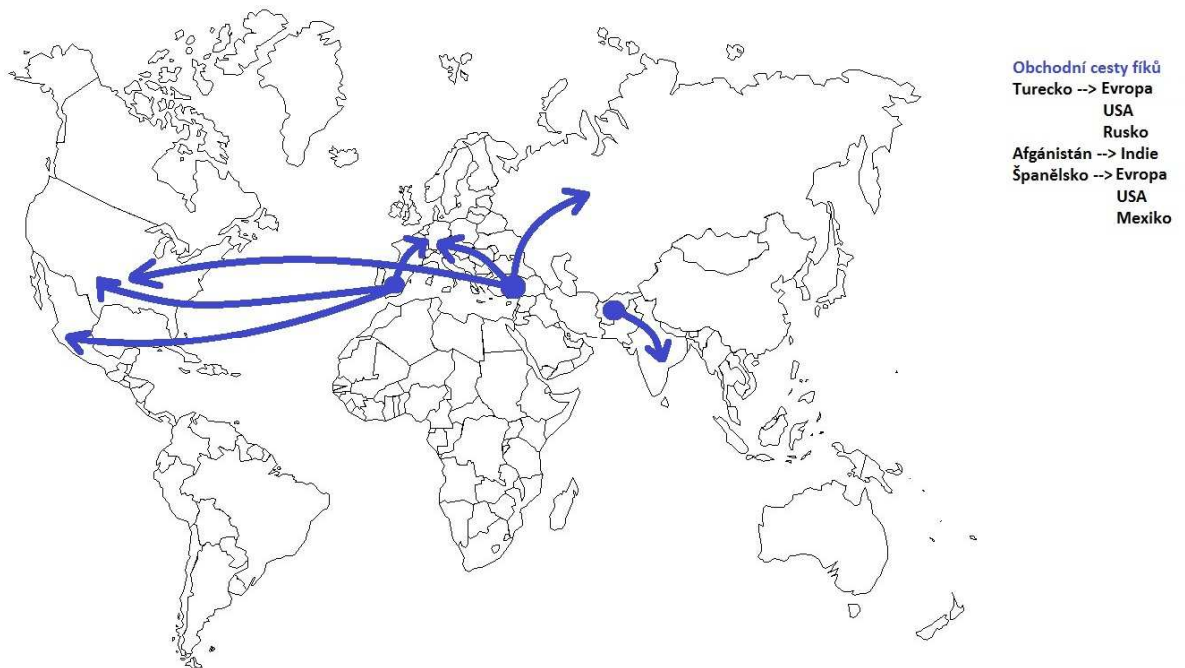 Obchodní cesty fíků
Turecko --> Evropa
USA
Rusko
Afgánistán --> Indie
Španělsko --> Evropa
USA
Mexiko